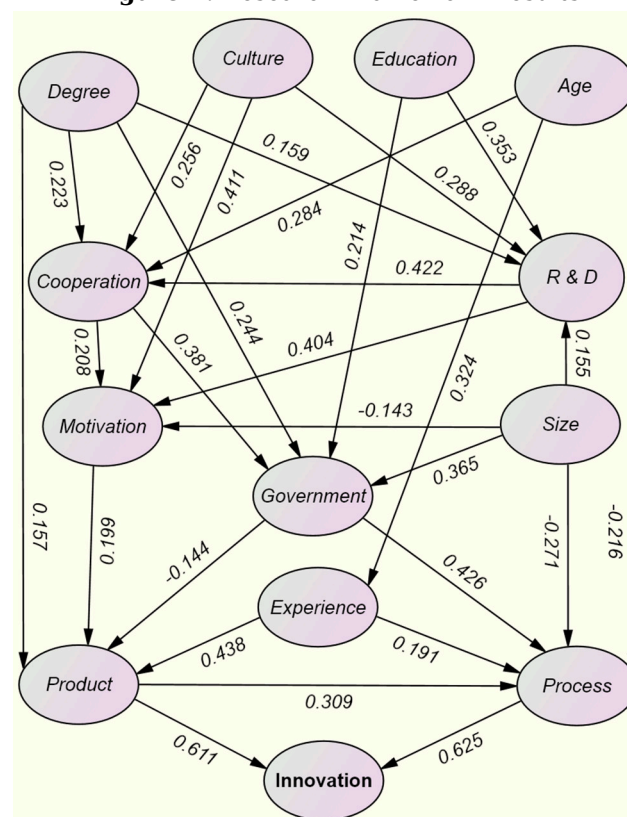 Degree
Culture
Education
Age
0.223
0.256
0.411
0.159
0.284
0.214
0.288
0.353
Cooperation
0.422
R & D
0.208
0.381
0.244
0.404
0.324
0.155
Motivation
-0.143
Size
0.365
Government
0.157
0.199
-0.144
0.426
-0.271
-0.216
Experience
0.438
0.191
Product
0.309
Process
0.611
0.625
Innovation